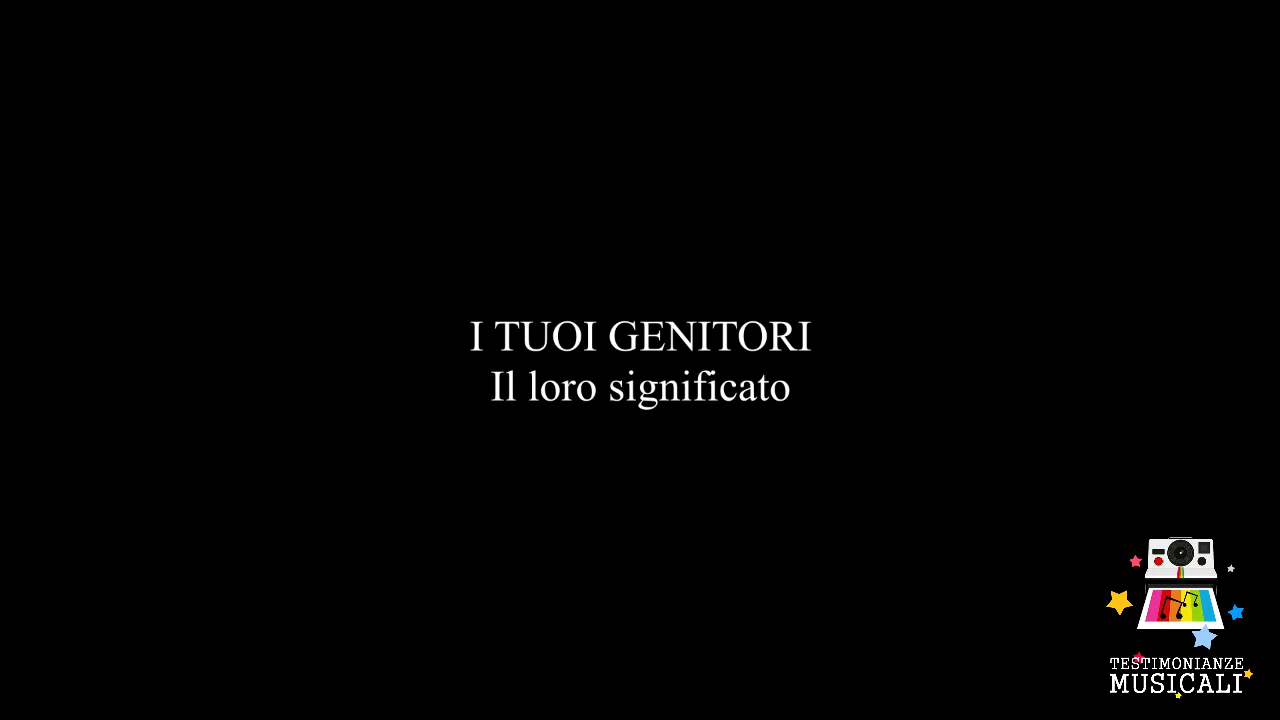 I TUOI GENITORI
Il loro significato
TESTIMONIANZE
MUSICALI